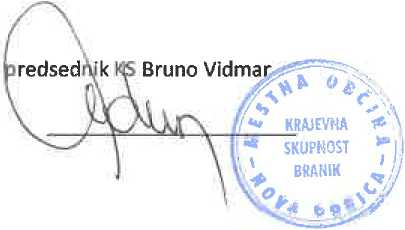 predsednik KS Bruno Vidmar
MESTNA OBČINA
KRAJEVNA
SKUPNOST
BRANIK
NOVA GORICA